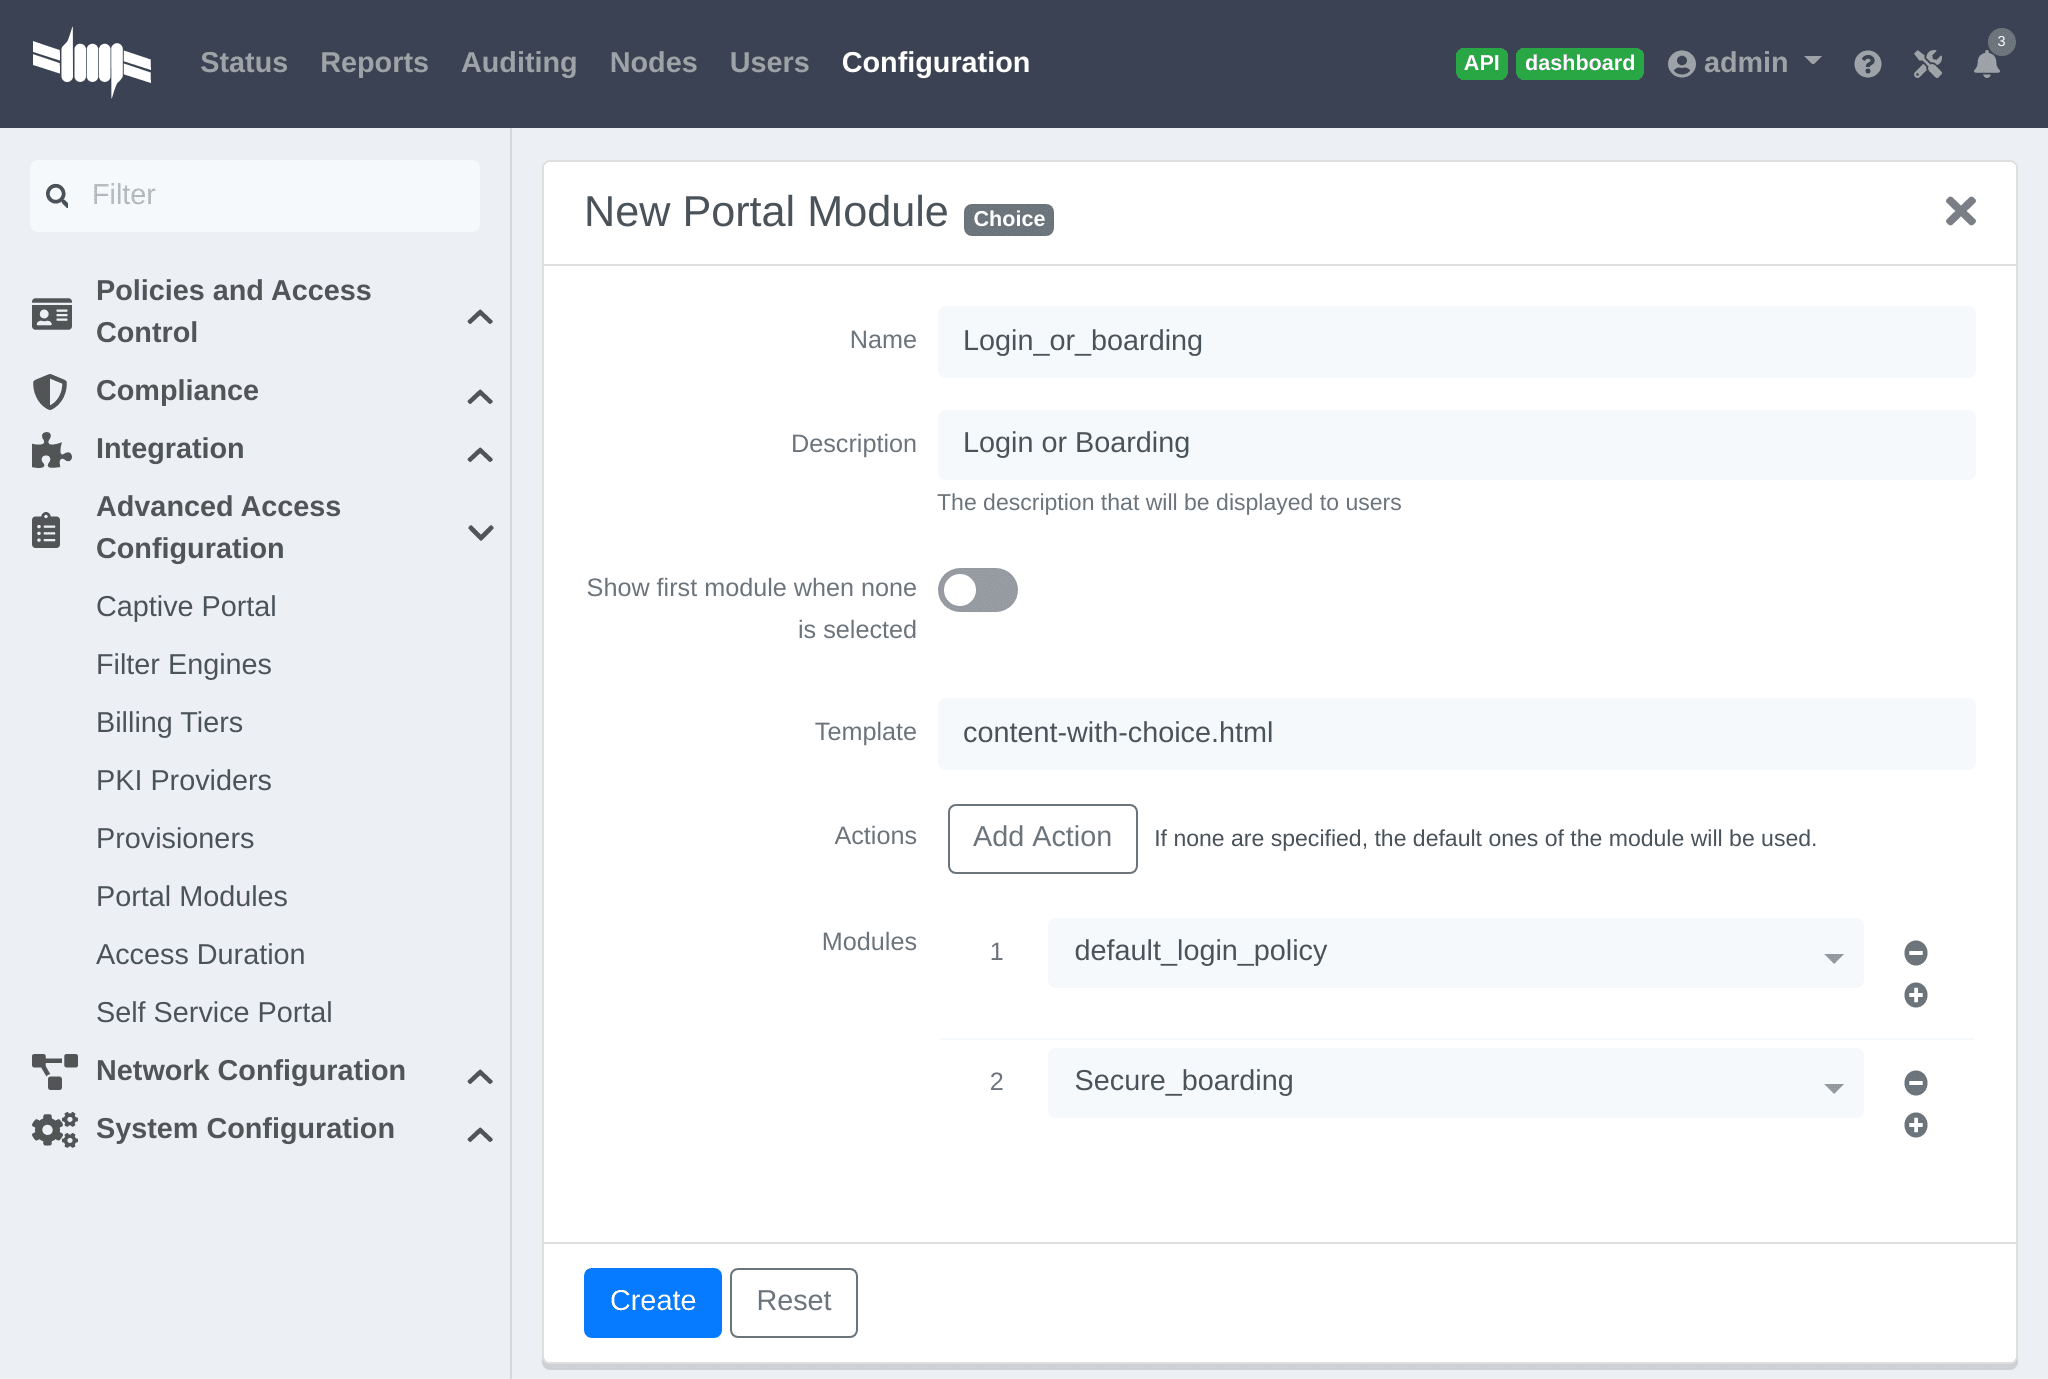 Status Reports Auditing Nodes Users Configuration API dashboard admin 3
Filter
Policies and Access
Control
Compliance
Integration
Advanced Access
Configuration
Captive Portal
Filter Engines
Billing Tiers
PKI Providers
Provisioners
Portal Modules
Access Duration
Self Service Portal
Network Configuration
System Configuration
New Portal Module Choice
Name Login_or_boarding
Description Login or Boarding
The description that will be displayed to users
Show first module when none
is selected
Template content-with-choice.html
Actions Add Action If none are specified, the default ones of the module will be used.
Modules 1 default_login_policy
2 Secure_boarding
Create Reset